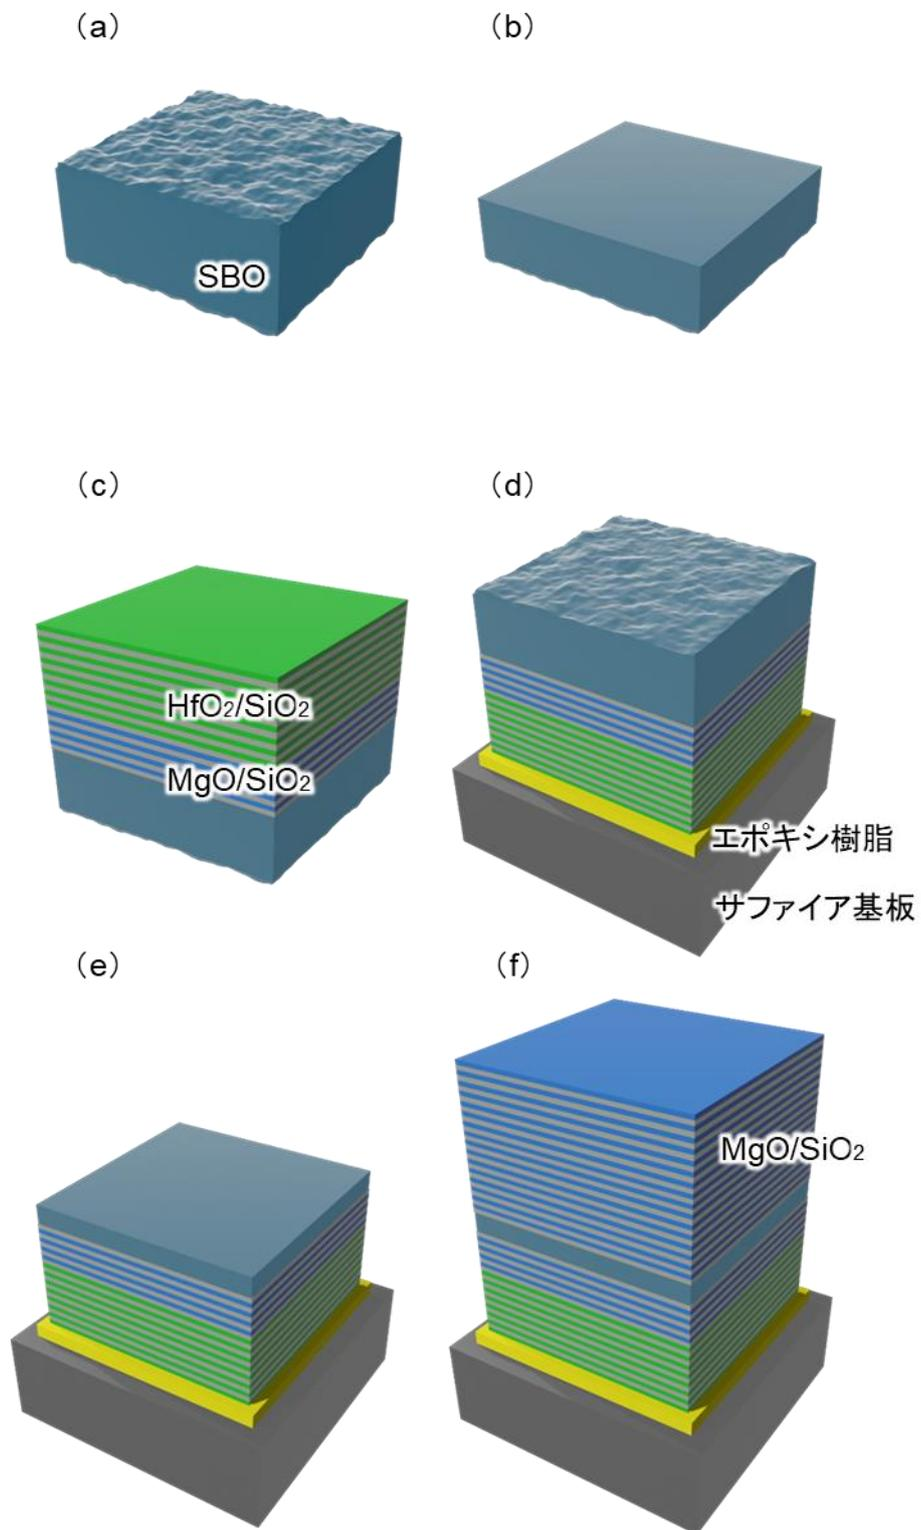 （a）
（b）
SBO
（c）
（d）
HfO₂/SiO₂
MgO/SiO₂
エポキシ樹脂
サファイア基板
（e）
（f）
MgO/SiO₂